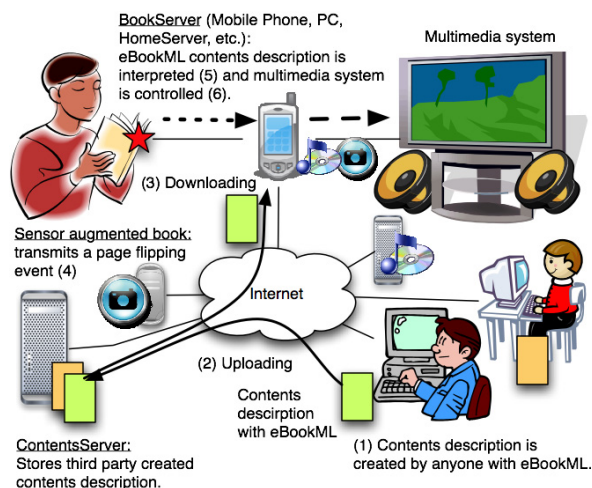 BookServer (Mobile Phone, PC,
HomeServer, etc.):
eBookML contents description is
interpreted (5) and multimedia system
is controlled (6).
Multimedia system
(3) Downloading
Sensor augmented book:
transmits a page flipping
event (4)
Internet
(2) Uploading
Contents
descirption
with eBookML
ContentsServer:
Stores third party created
contents description.
(1) Contents description is
created by anyone with eBookML.